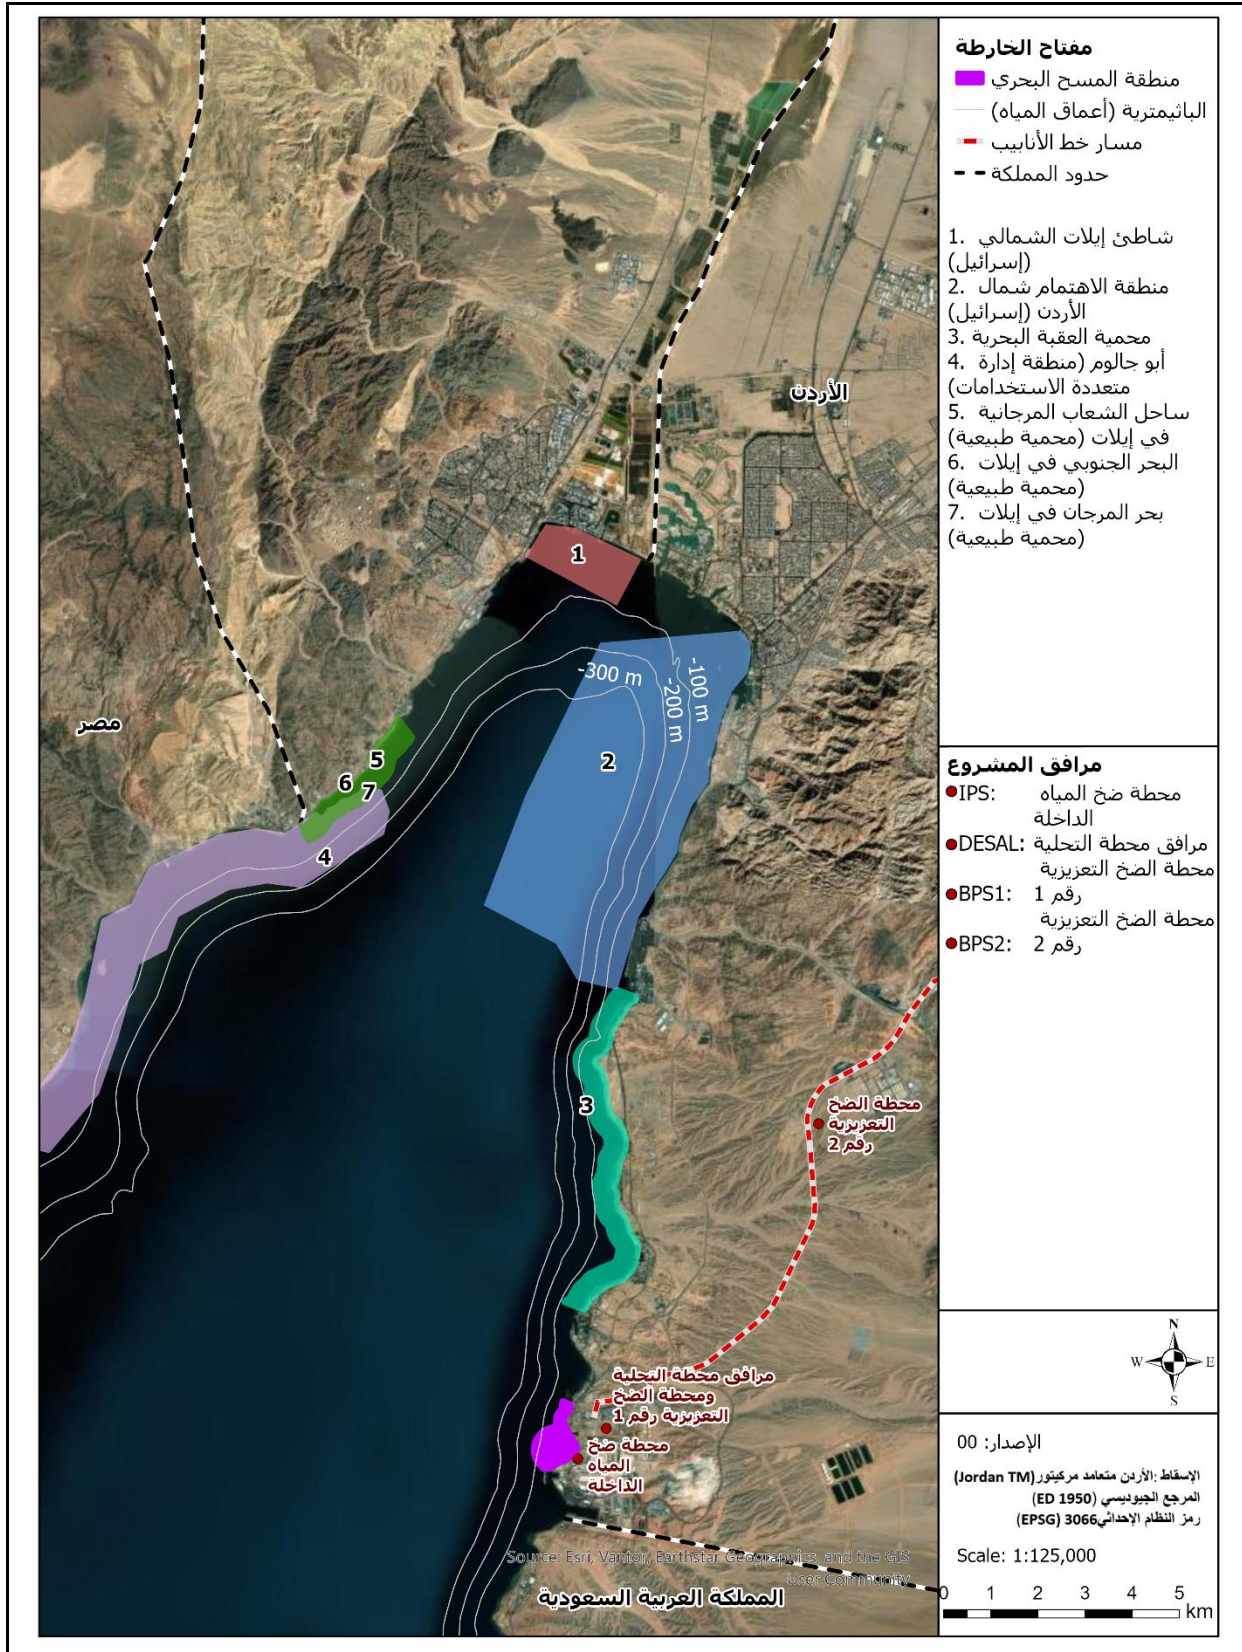 مفتاح الخارطة
منطقة المسح البحري
الباثيمترية (أعماق المياه)
مسار خط الأنابيب
حدود المملكة
1. شاطئ إيلات الشمالي
(إسرائيل)
2. منطقة الاهتمام شمال
الأردن (إسرائيل)
3. محمية العقبة البحرية
4. أبو جالوم (منطقة إدارة
متعددة الاستخدامات)
5. ساحل الشعاب المرجانية
في إيلات (محمية طبيعية)
6. البحر الجنوبي في إيلات
(محمية طبيعية)
7. بحر المرجان في إيلات
(محمية طبيعية)
مرافق المشروع
IPS: محطة ضخ المياه
الداخلة
DESAL: مرافق محطة التحلية
محطة الضخ التعزيزية
BPS1: رقم 1
محطة الضخ التعزيزية
BPS2: رقم 2
N
W E
S
الإصدار: 00
الإسقاط :الأردن متعامد مركيتور(Jordan TM)
المرجع الجيوديسي (ED 1950)
رمز النظام الإحداثي3066 (EPSG)
Scale: 1:125,000
0 1 2 3 4 5
km
الأردن
مصر
1
-300 m
-200 m
-100 m
2
5
6
7
4
3
محطة الضخ
التعزيزية
رقم 2
مرافق محطة التحلية
ومحطة الضخ
التعزيزية رقم 1
محطة ضخ
المياه
الداخلة
Source: Esri, Vantor, Earthstar Geographics, and the GIS
User Community
المملكة العربية السعودية